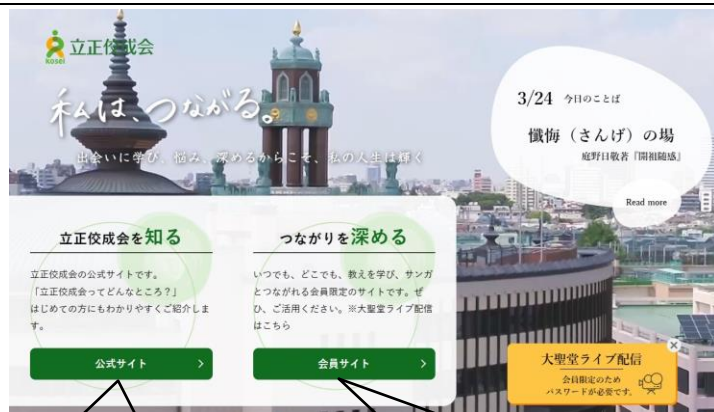 立正佼成会
KOSEI
私は、つながる。
出会いに学び、悩み、深めるからこそ、私の人生は輝く
3/24 今日のことば
懺悔（さんげ）の場
庭野日敬著『開祖随感』
Read more
立正佼成会を知る
立正佼成会の公式サイトです。
「立正佼成会ってどんなところ？」
はじめての方にもわかりやすくご紹介しま
す。
公式サイト
つながりを深める
いつでも、どこでも、教えを学び、サンガ
とつながれる会員限定のサイトです。ぜ
ひ、ご活用ください。※大聖堂ライブ配信
はこちら
会員サイト
大聖堂ライブ配信
会員限定のため
パスワードが必要です。